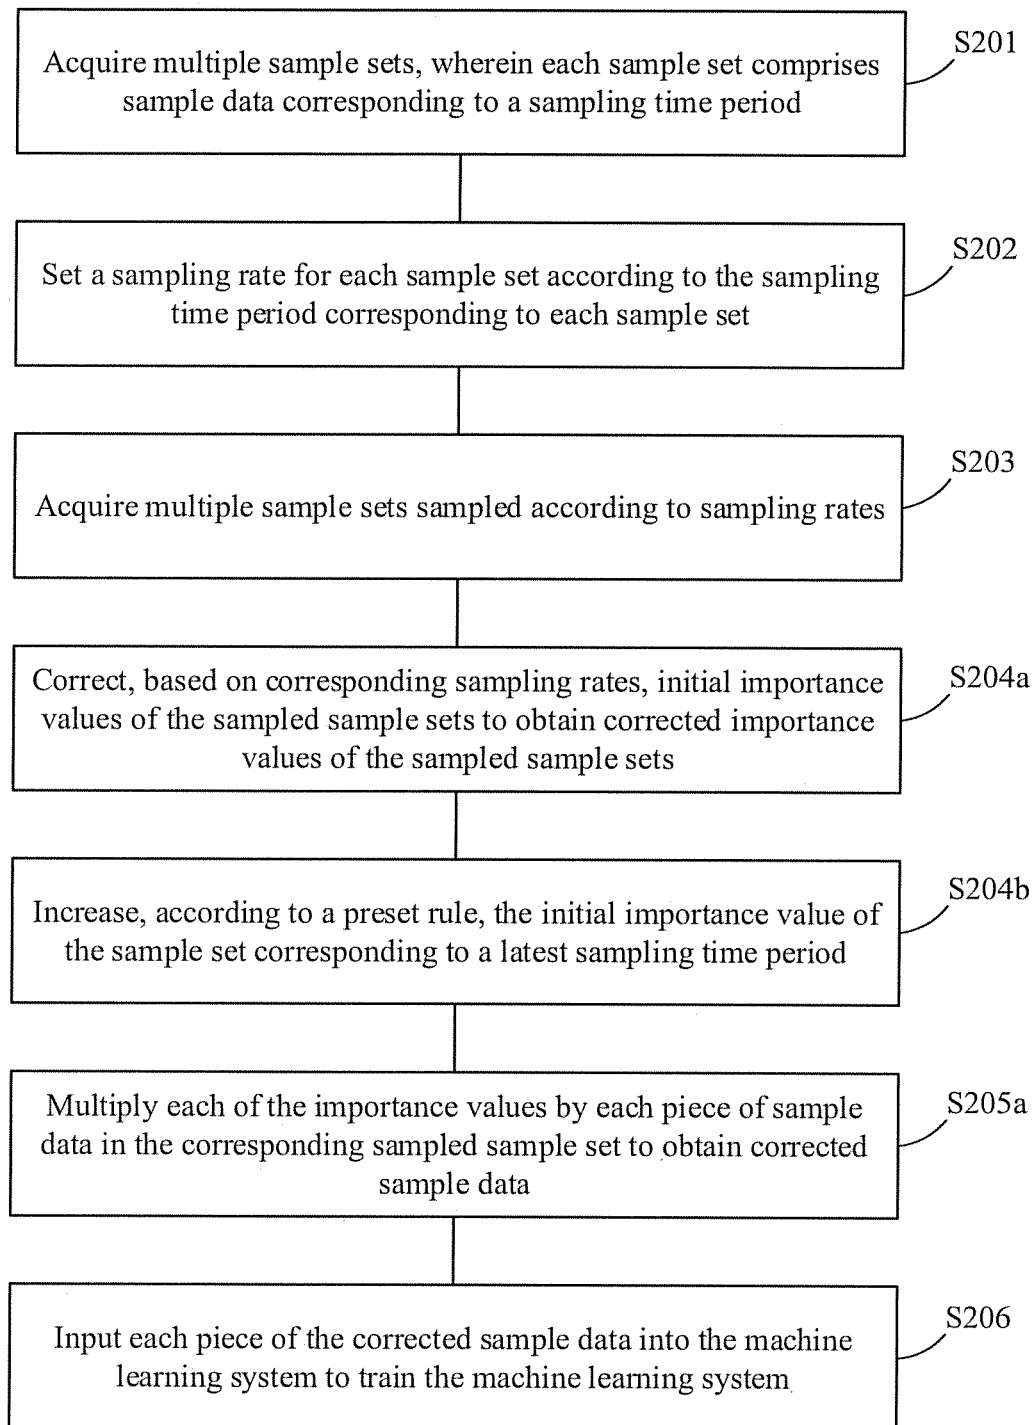 S201
Acquire multiple sample sets, wherein each sample set comprises
sample data corresponding to a sampling time period
S202
Set a sampling rate for each sample set according to the sampling
time period corresponding to each sample set
S203
Acquire multiple sample sets sampled according to sampling rates
S204a
Correct, based on corresponding sampling rates, initial importance
values of the sampled sample sets to obtain corrected importance
values of the sampled sample sets
S204b
Increase, according to a preset rule, the initial importance value of
the sample set corresponding to a latest sampling time period
S205a
Multiply each of the importance values by each piece of sample
data in the corresponding sampled sample set to obtain corrected
sample data
S206
Input each piece of the corrected sample data into the machine
learning system to train the machine learning system